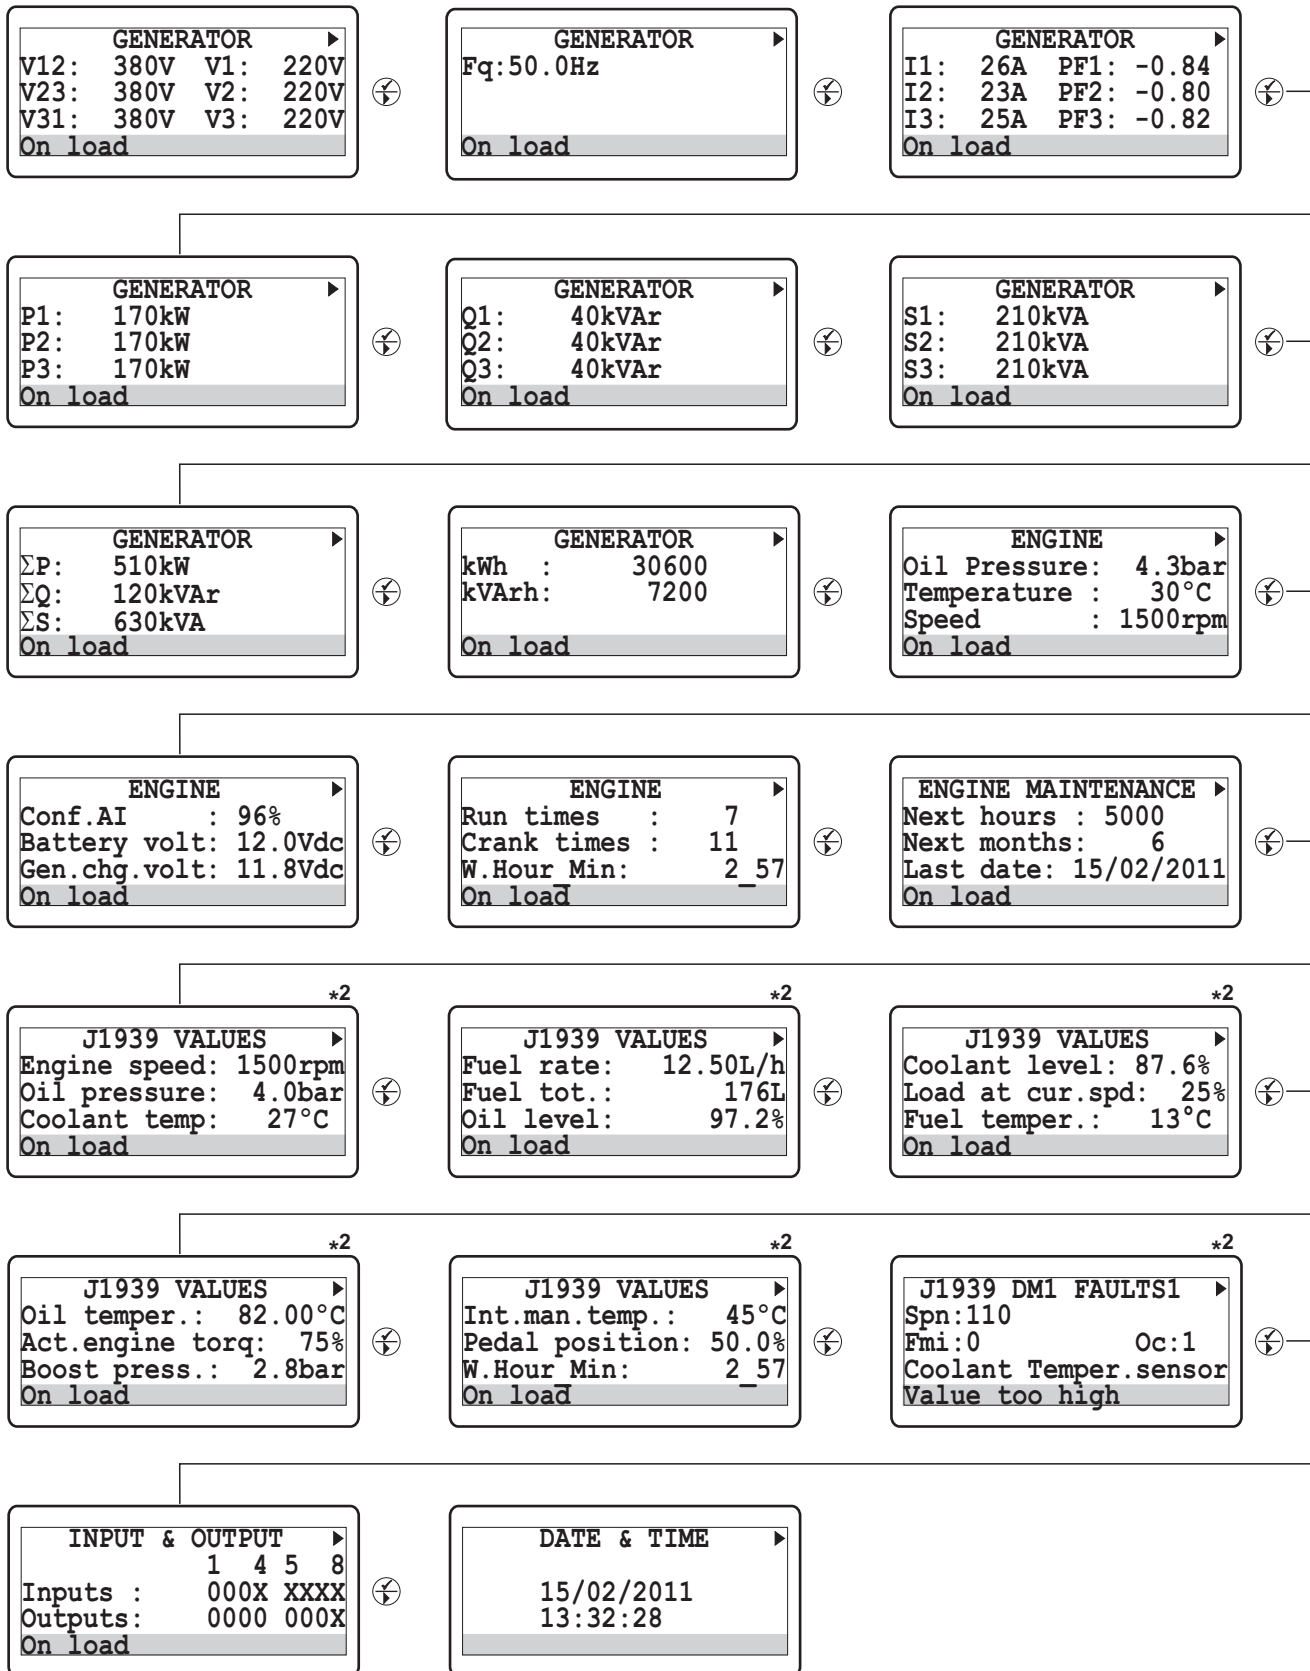 GENERATOR ▶
V12: 380V V1: 220V
V23: 380V V2: 220V
V31: 380V V3: 220V
On load
GENERATOR ▶
Fq:50.0Hz
On load
GENERATOR ▶
I1: 26A PF1: -0.84
I2: 23A PF2: -0.80
I3: 25A PF3: -0.82
On load
GENERATOR ▶
P1: 170kW
P2: 170kW
P3: 170kW
On load
GENERATOR ▶
Q1: 40kVAr
Q2: 40kVAr
Q3: 40kVAr
On load
GENERATOR ▶
S1: 210kVA
S2: 210kVA
S3: 210kVA
On load
GENERATOR ▶
ΣP: 510kW
ΣQ: 120kVAr
ΣS: 630kVA
On load
GENERATOR ▶
kWh : 30600
kVArh: 7200
On load
ENGINE ▶
Oil Pressure: 4.3bar
Temperature : 30°C
Speed : 1500rpm
On load
ENGINE ▶
Conf.AI : 96%
Battery volt: 12.0Vdc
Gen.chg.volt: 11.8Vdc
On load
ENGINE ▶
Run times : 7
Crank times : 11
W.Hour_Min: 2_57
On load
ENGINE MAINTENANCE ▶
Next hours : 5000
Next months: 6
Last date: 15/02/2011
On load
*2
J1939 VALUES ▶
Engine speed: 1500rpm
Oil pressure: 4.0bar
Coolant temp: 27°C
On load
*2
J1939 VALUES ▶
Fuel rate: 12.50L/h
Fuel tot.: 176L
Oil level: 97.2%
On load
*2
J1939 VALUES ▶
Coolant level: 87.6%
Load at cur.spd: 25%
Fuel temper.: 13°C
On load
*2
J1939 VALUES ▶
Oil temper.: 82.00°C
Act.engine torq: 75%
Boost press.: 2.8bar
On load
*2
J1939 VALUES ▶
Int.man.temp.: 45°C
Pedal position: 50.0%
W.Hour_Min: 2_57
On load
*2
J1939 DM1 FAULTS1 ▶
Spn:110
Fmi:0 Oc:1
Coolant Temper.sensor
Value too high
INPUT & OUTPUT ▶
1 4 5 8
Inputs : 000X XXXX
Outputs: 0000 000X
On load
DATE & TIME ▶
15/02/2011
13:32:28